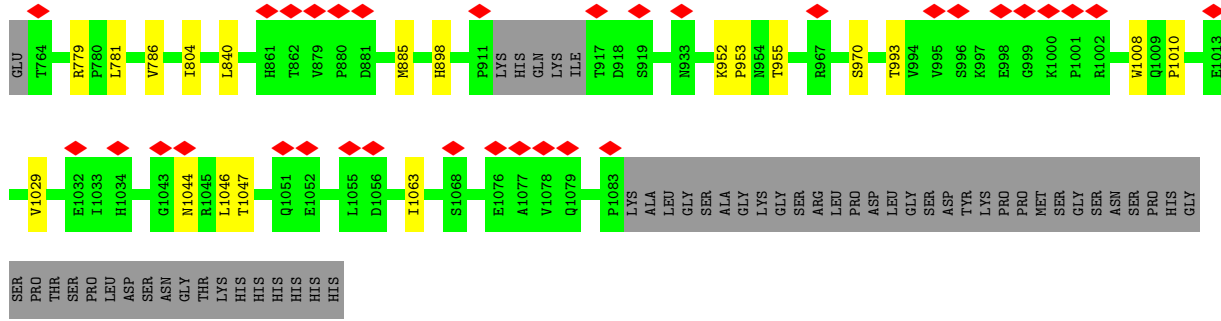 GLU T764 R779 P780 L781 V786 I804 L840 H861 T862 V879 P880 D881 M885 H898 P911 LYS HIS GLN LYS ILE T917 D918 S919 N933 K952 P953 N954 T955 R967 S970 T993 V994 V995 S996 K997 E998 G999 K1000 P1001 R1002 W1008 Q1009 P1010 E1013
V1029 E1032 I1033 H1034 G1043 N1044 R1045 L1046 T1047 Q1051 E1052 L1055 D1056 I1063 S1068 E1076 A1077 V1078 Q1079 P1083 LYS ALA LEU GLY SER ALA GLY LYS GLY SER ARG LEU PRO ASP LEU GLY SER ASP TYR LYS PRO PRO MET SER GLY SER ASN SER PRO HIS GLY
SER PRO THR SER PRO LEU ASP SER ASN GLY THR LYS HIS HIS HIS HIS HIS HIS